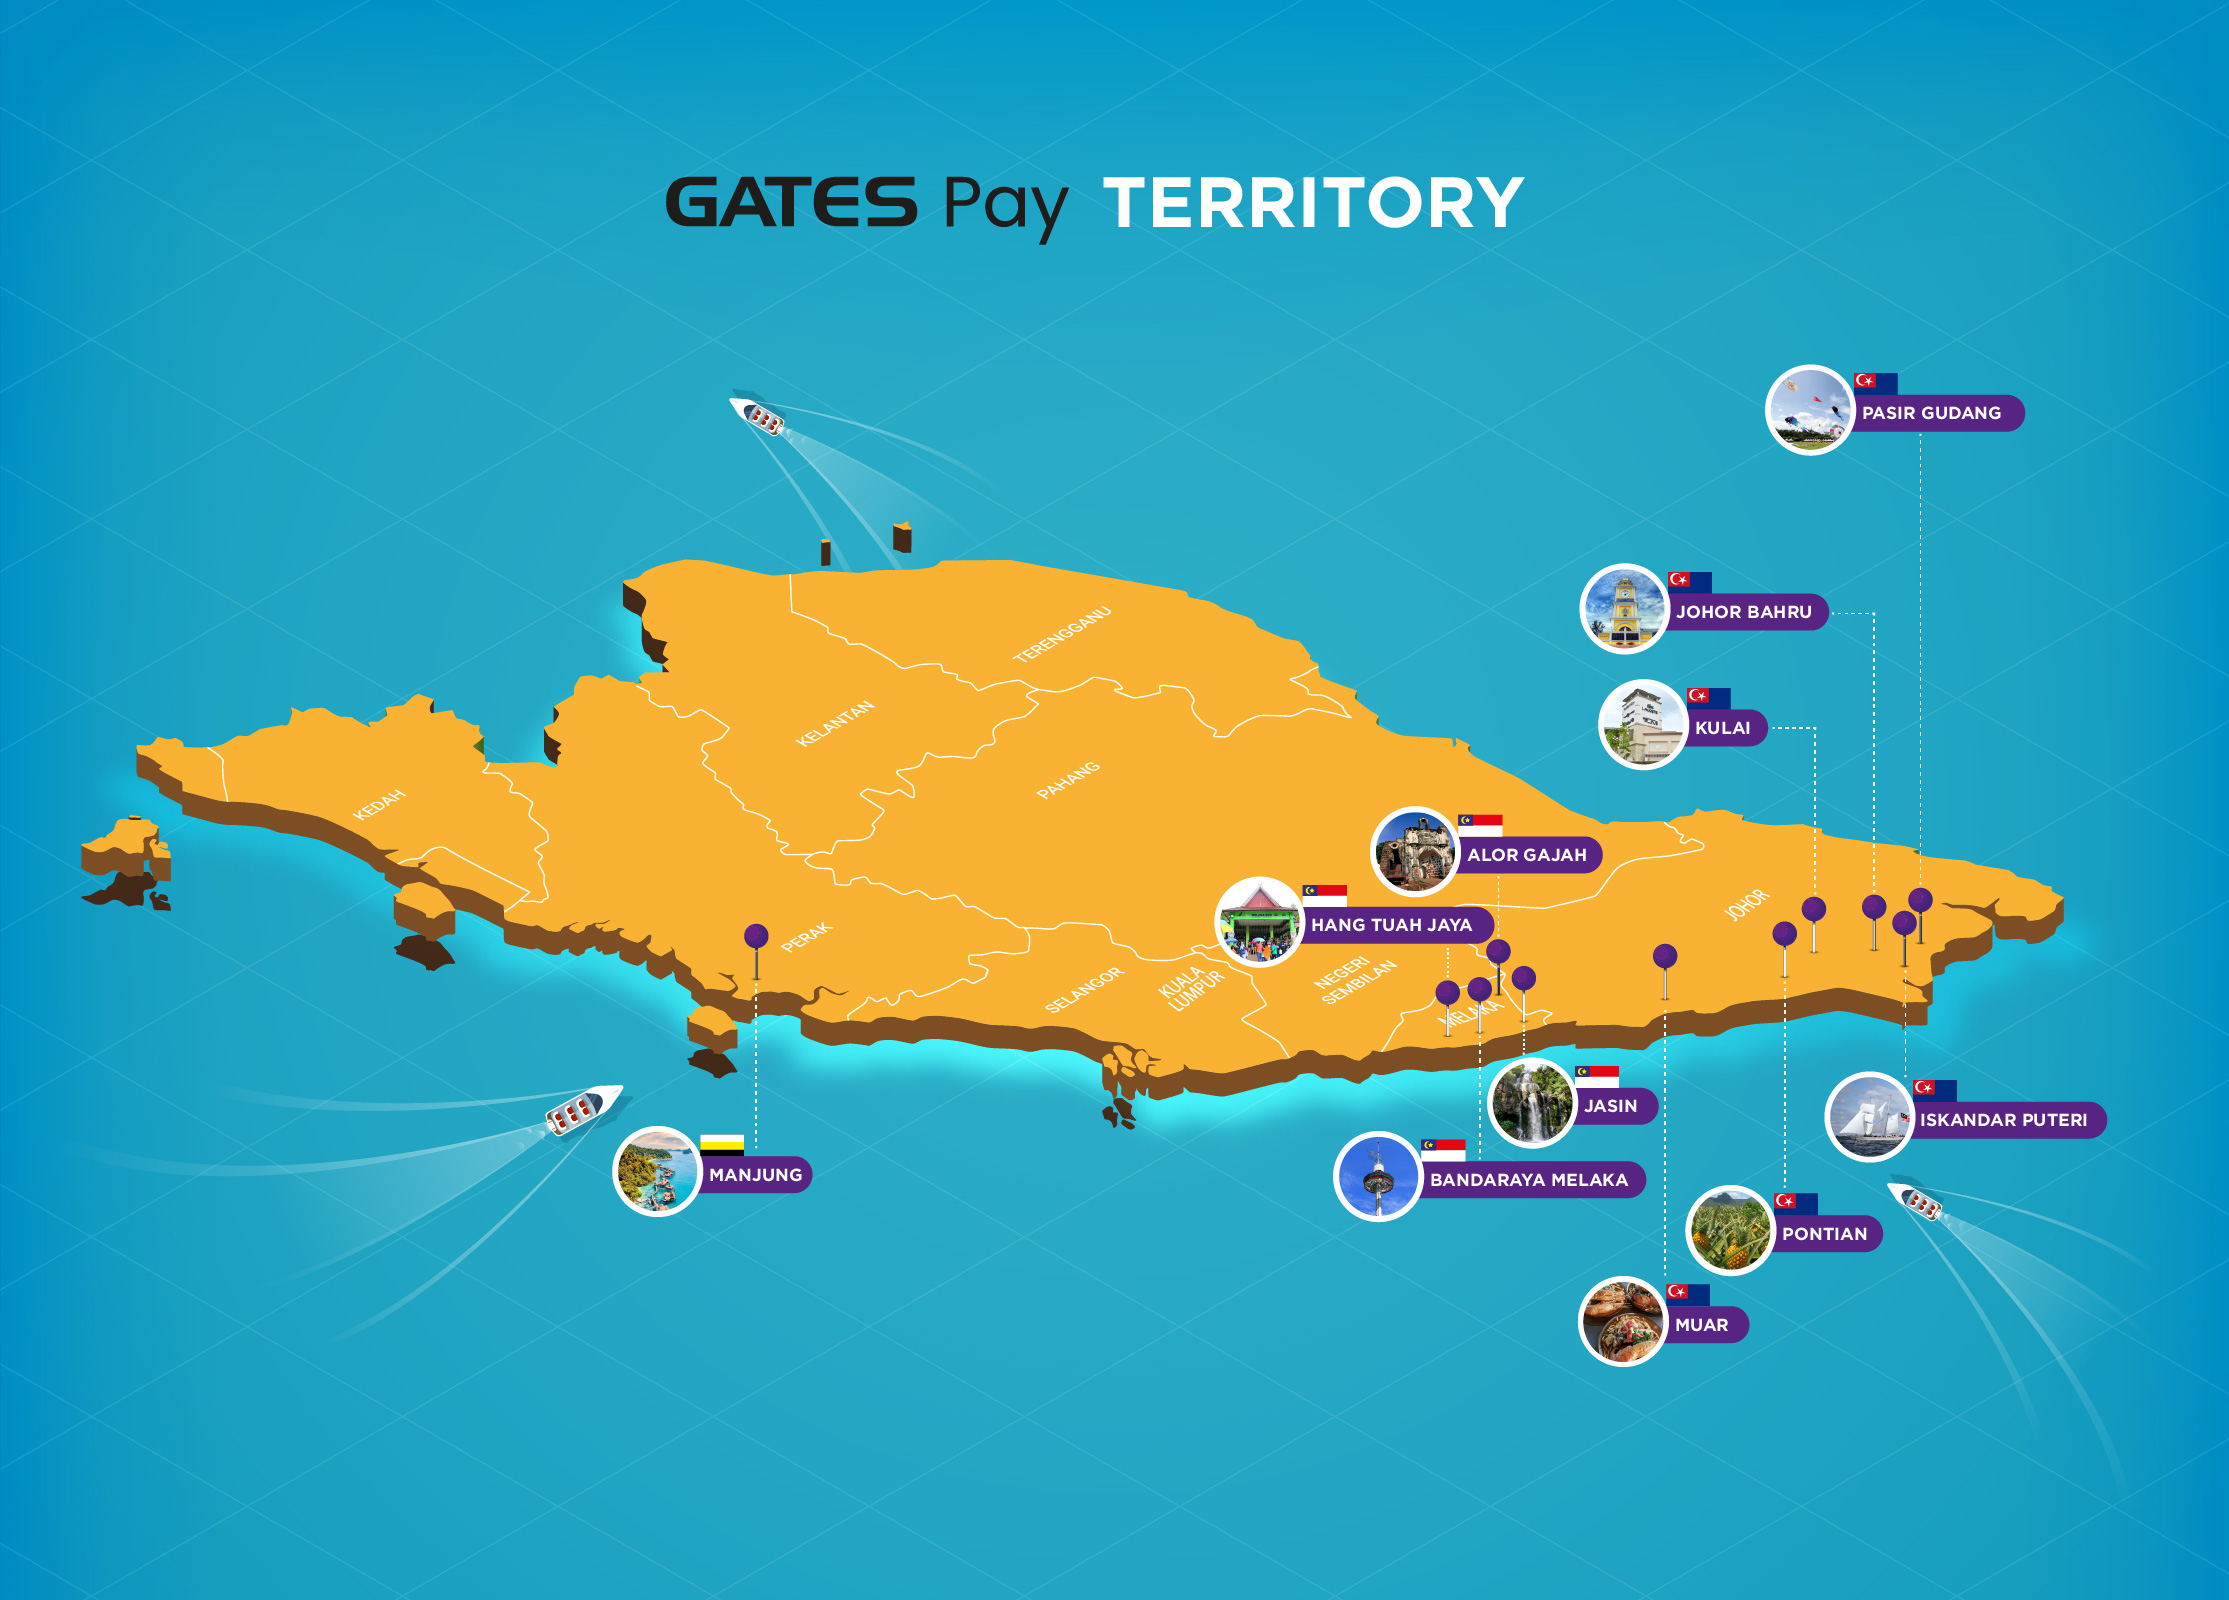 GATES Pay TERRITORY
PASIR GUDANG
JOHOR BAHRU
KULAI
TERENGGANU
KELANTAN
PAHANG
KEDAH
ALOR GAJAH
HANG TUAH JAYA
JOHOR
PERAK
SELANGOR
KUALA
LUMPUR
NEGERI
SEMBILAN
MELAKA
JASIN
ISKANDAR PUTERI
MANJUNG
BANDARAYA MELAKA
PONTIAN
MUAR